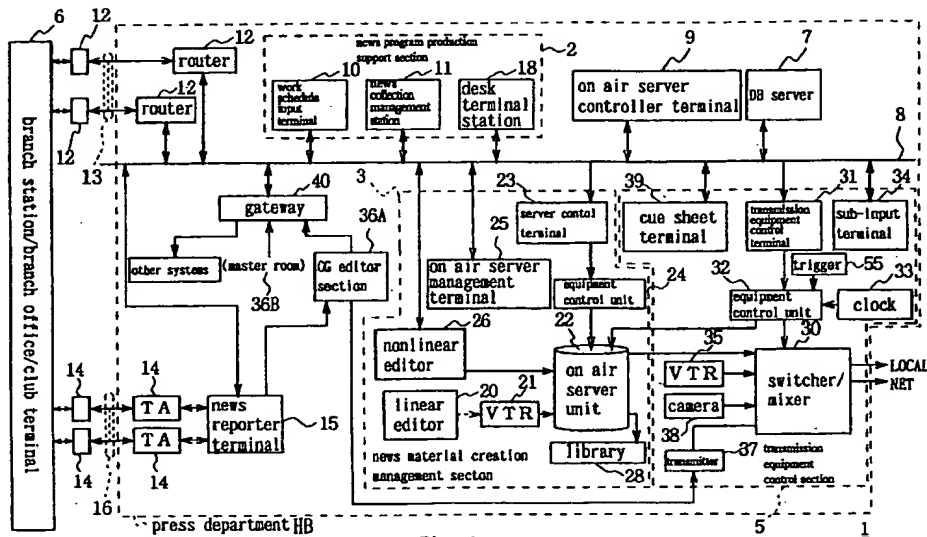 6
12
12
router
12
router
12
13
news program production
support section
2
10
work
schedule
input
terminal
11
news
collection
management
station
18
desk
terminal
station
9
on air server
controller terminal
7
DB server
8
3
40
gateway
other systems
(master room)
36B
36A
CG editor
section
23
server contol
terminal
25
on air server
management
terminal
24
equipment control unit
39
cue sheet
terminal
31
transmission
equipment
control
terminal
34
sub-input
terminal
trigger
55
33
clock
32
equipment
control unit
26
nonlinear
editor
20
linear
editor
21
VTR
22
on air
server
unit
library
28
news material creation
management secton
35
VTR
camera
38
transmitter
37
30
switcher/
mixer
LOCAL
NET
transmission
equipment
control section
5
1
branch station/branch office/club terminal
14
14
TA
14
TA
14
16
news
reporter
terminal
15
press department HB